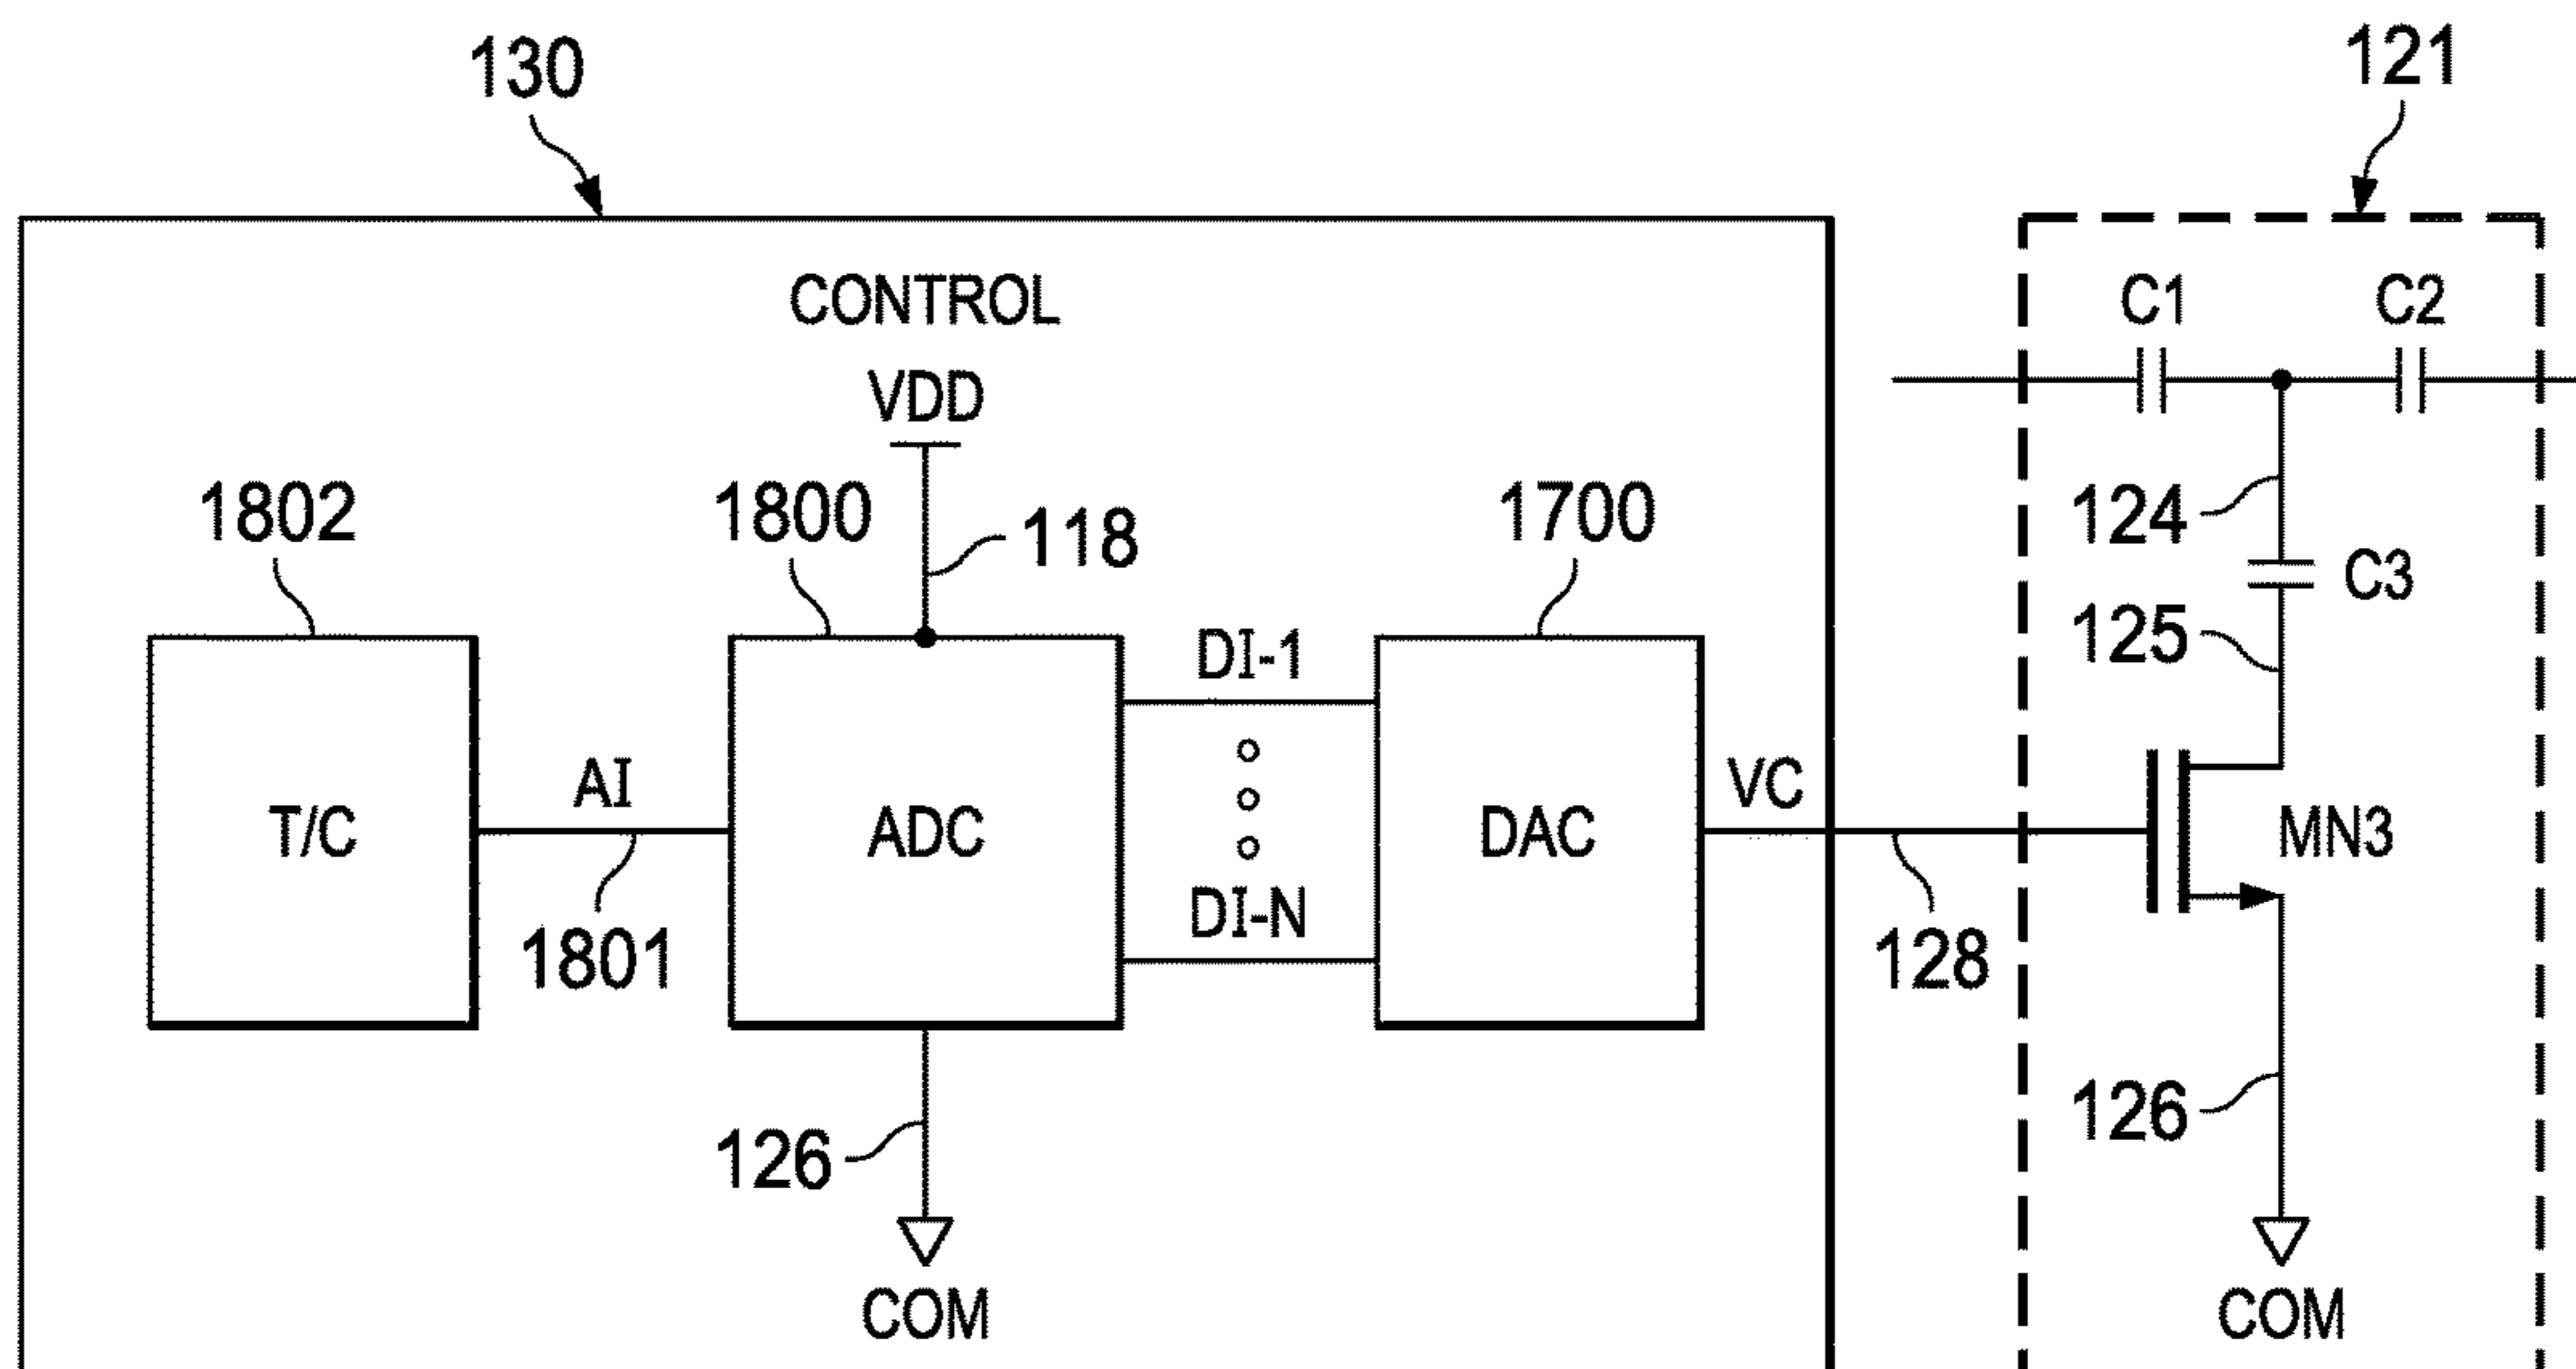 130
121
CONTROL
VDD
C1
C2
1802
1800
118
1700
124
C3
125
DI-1
T/C
AI
ADC
DAC
VC
MN3
DI-N
1801
128
126
126
COM
COM